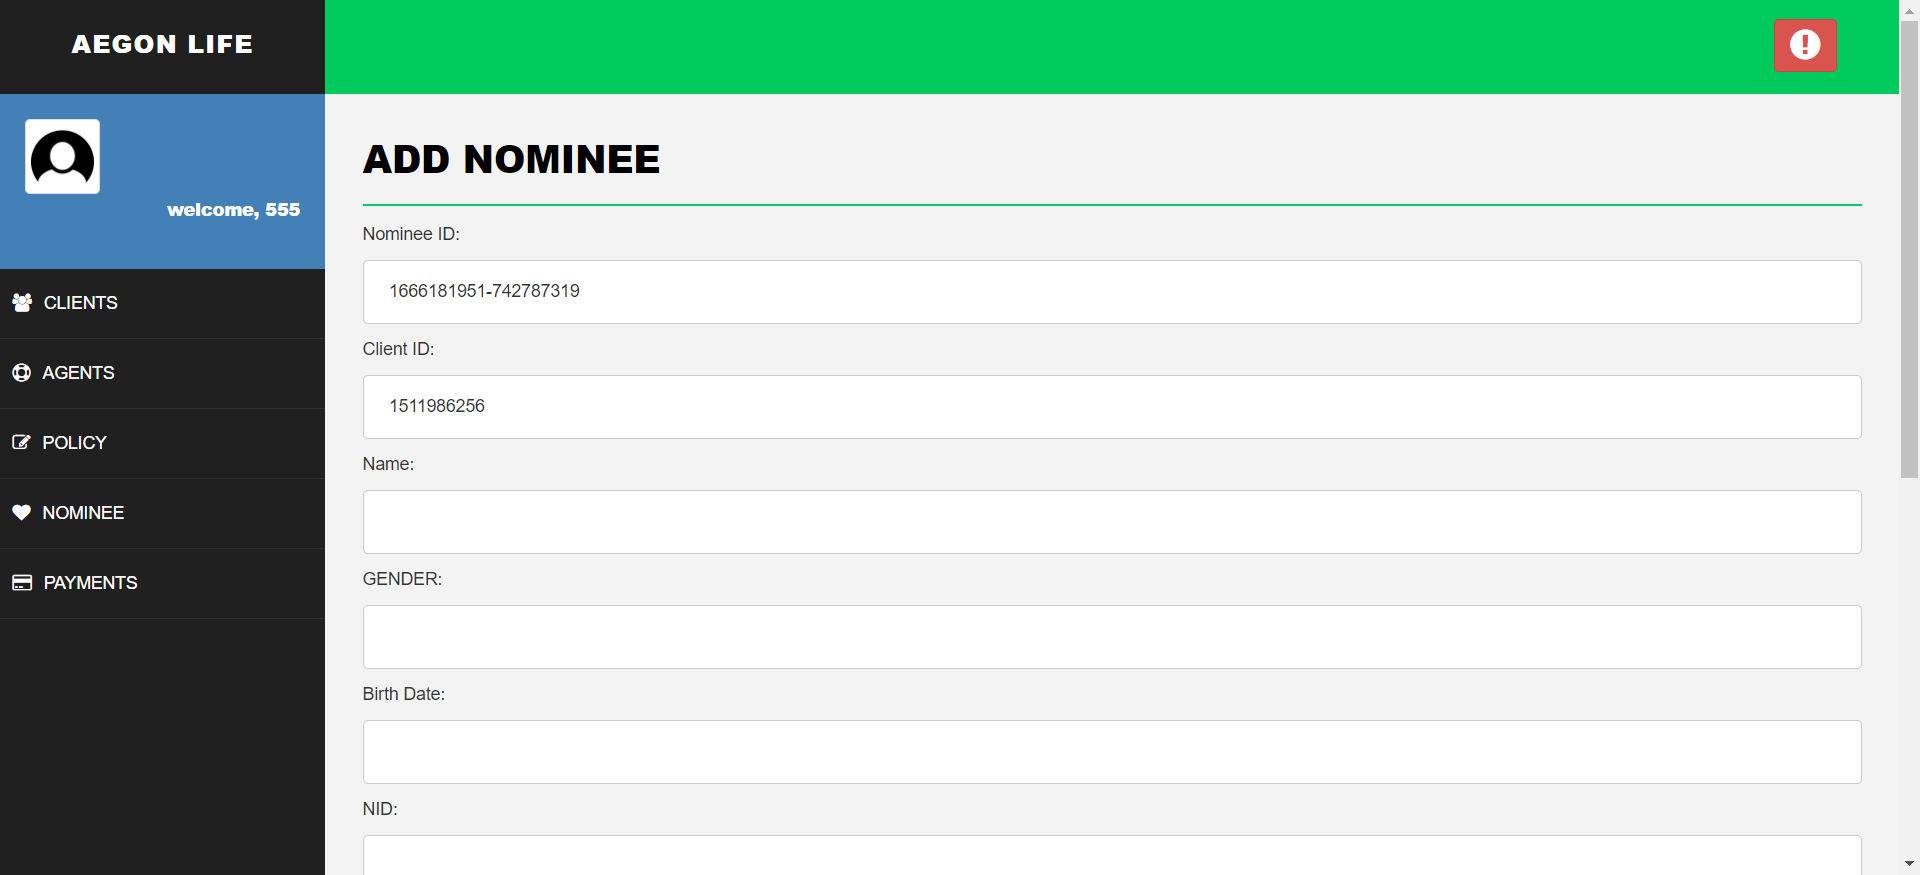 AEGON LIFE
welcome, 555
CLIENTS
AGENTS
POLICY
NOMINEE
PAYMENTS
ADD NOMINEE
Nominee ID:
1666181951-742787319
Client ID:
1511986256
Name:
GENDER:
Birth Date:
NID: